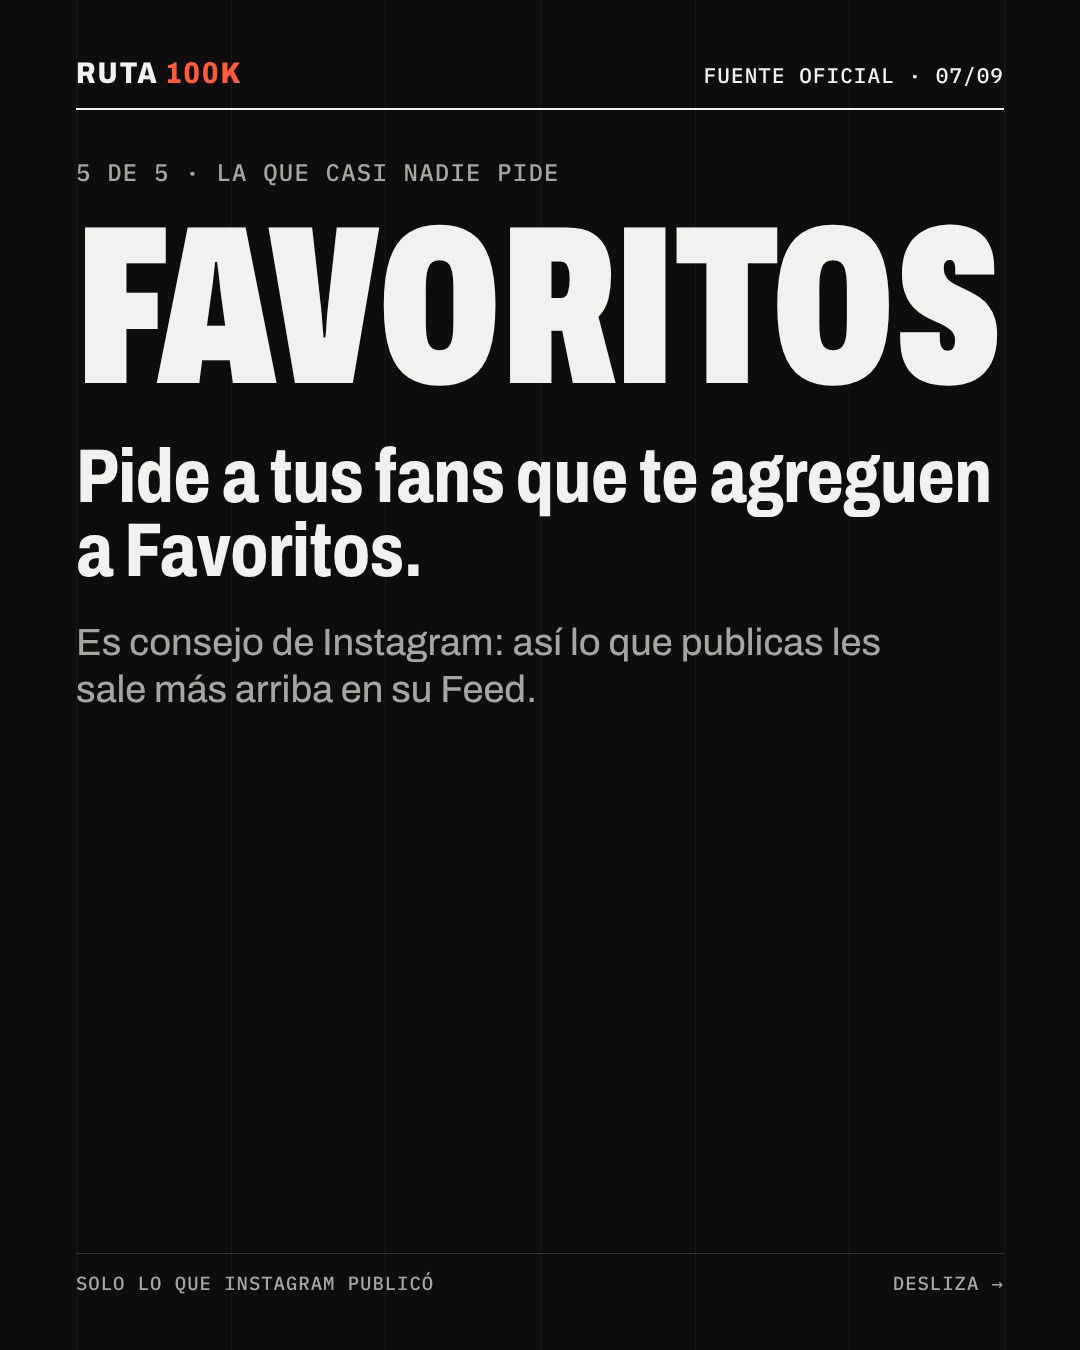 RUTA 100K
FUENTE OFICIAL · 07/09
5 DE 5 · LA QUE CASI NADIE PIDE
FAVORITOS
Pide a tus fans que te agreguen
a Favoritos.
Es consejo de Instagram: así lo que publicas les
sale más arriba en su Feed.
SOLO LO QUE INSTAGRAM PUBLICÓ
DESLIZA →